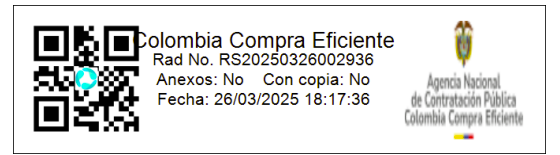 Colombia Compra Eficiente
Rad No. RS20250326002936
Anexos: No Con copia: No
Fecha: 26/03/2025 18:17:36
Agencia Nacional
de Contratación Pública
Colombia Compra Eficiente